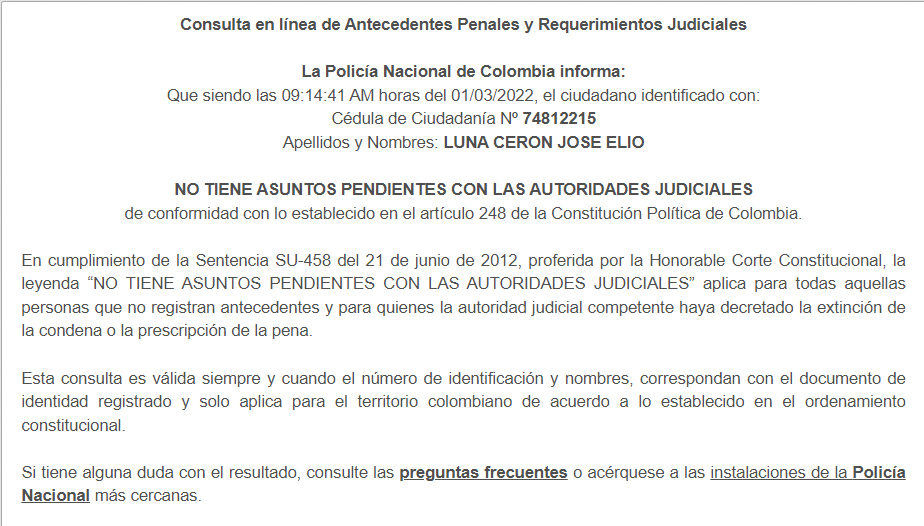 Consulta en línea de Antecedentes Penales y Requerimientos Judiciales
La Policía Nacional de Colombia informa:
Que siendo las 09:14:41 AM horas del 01/03/2022, el ciudadano identificado con:
Cédula de Ciudadanía Nº 74812215
Apellidos y Nombres: LUNA CERON JOSE ELIO
NO TIENE ASUNTOS PENDIENTES CON LAS AUTORIDADES JUDICIALES
de conformidad con lo establecido en el artículo 248 de la Constitución Política de Colombia.
En cumplimiento de la Sentencia SU-458 del 21 de junio de 2012, proferida por la Honorable Corte Constitucional, la
leyenda “NO TIENE ASUNTOS PENDIENTES CON LAS AUTORIDADES JUDICIALES” aplica para todas aquellas
personas que no registran antecedentes y para quienes la autoridad judicial competente haya decretado la extinción de
la condena o la prescripción de la pena.
Esta consulta es válida siempre y cuando el número de identificación y nombres, correspondan con el documento de
identidad registrado y solo aplica para el territorio colombiano de acuerdo a lo establecido en el ordenamiento
constitucional.
Si tiene alguna duda con el resultado, consulte las preguntas frecuentes o acérquese a las instalaciones de la Policía
Nacional más cercanas.